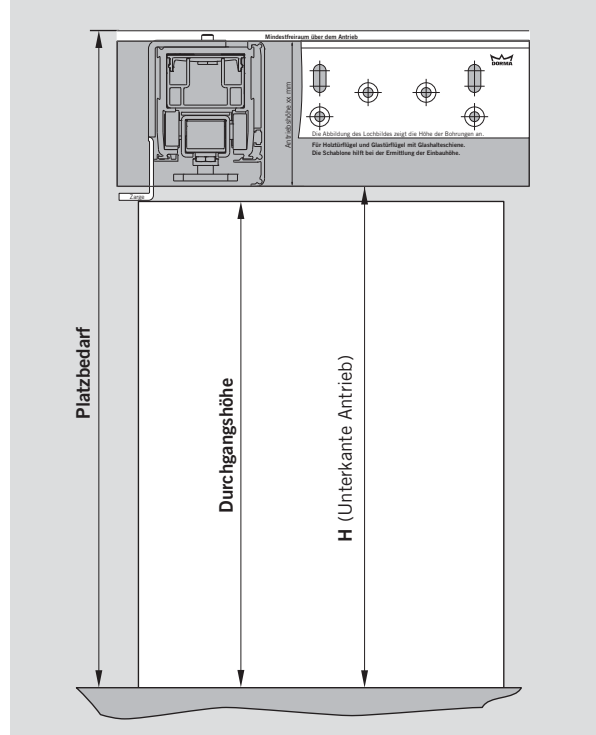 Mindestfreiraum über dem Antrieb
DORMA
Antriebshöhe xx mm
Die Abbildung des Lochbildes zeigt die Höhe der Bohrungen an.
Für Holztürflügel und Glastürflügel mit Glashalteschiene.
Die Schablone hilft bei der Ermittlung der Einbauhöhe.
Zarge
Platzbedarf
Durchgangshöhe
H (Unterkante Antrieb)